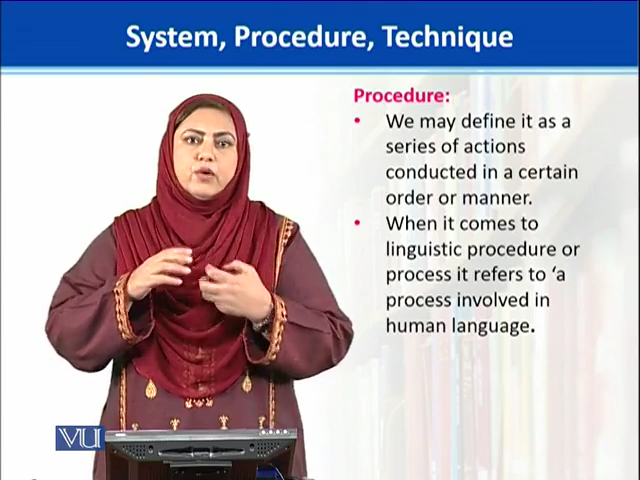 System, Procedure, Technique
Procedure:
• We may define it as a
series of actions
conducted in a certain
order or manner.
• When it comes to
linguistic procedure or
process it refers to ‘a
process involved in
human language.
VU